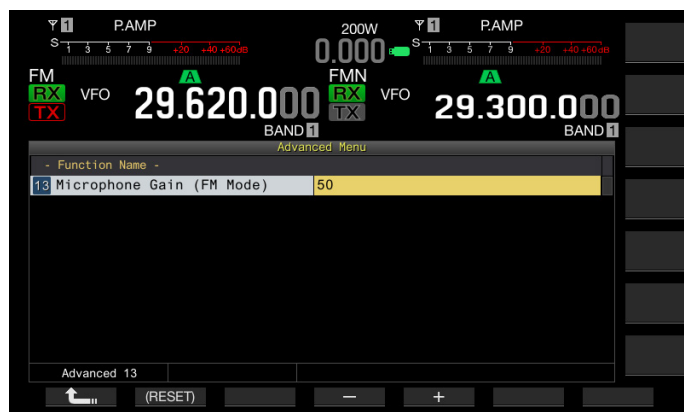 1 P.AMP 200W 1 P.AMP
S 1 3 5 7 9 +20 +40 +60dB 0.000 S 1 3 5 7 9 +20 +40 +60dB
FM A FMN A
RX VFO 29.620.000 RX VFO 29.300.000
TX TX
BAND 1 BAND 1
Advanced Menu
- Function Name -
13 Microphone Gain (FM Mode) 50
Advanced 13
(RESET) − +